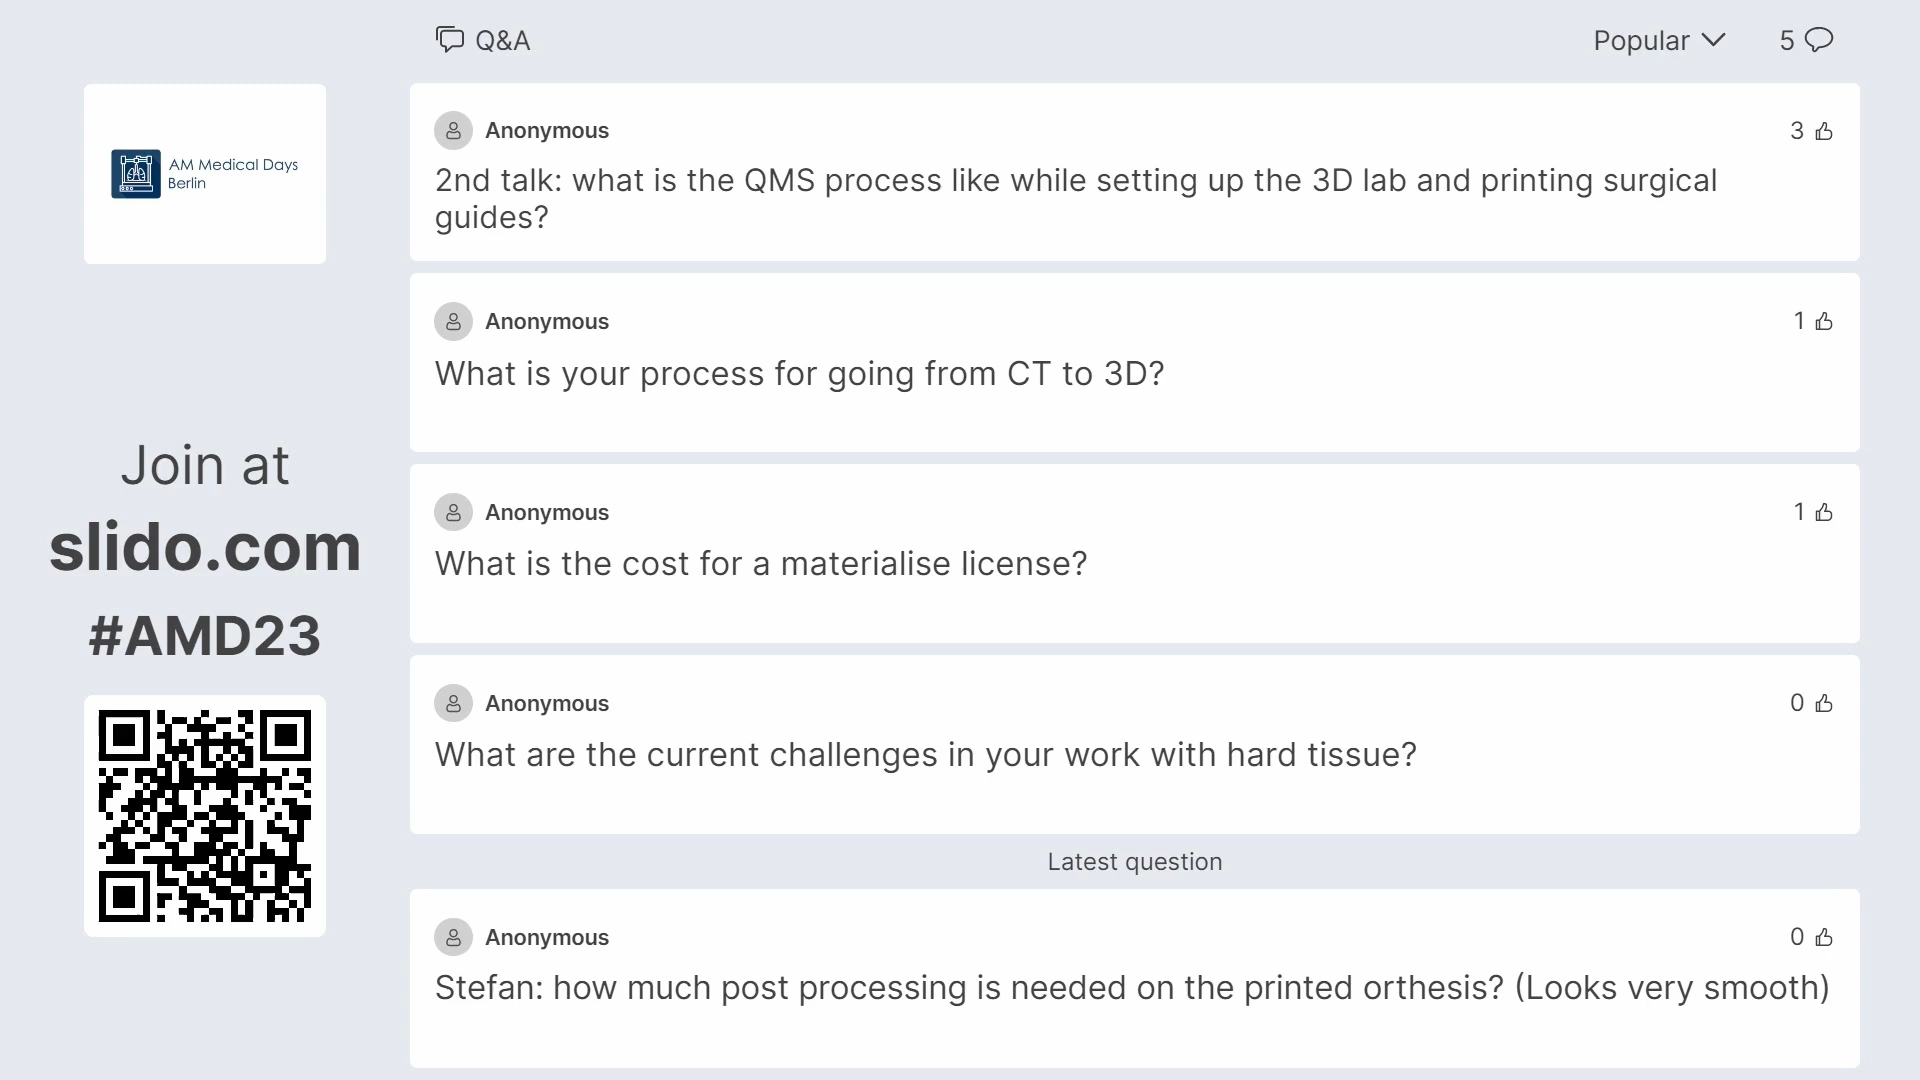 Q&A
Popular
5
AM Medical Days
Berlin
Join at
slido.com
#AMD23
Anonymous
3
2nd talk: what is the QMS process like while setting up the 3D lab and printing surgical
guides?
Anonymous
1
What is your process for going from CT to 3D?
Anonymous
1
What is the cost for a materialise license?
Anonymous
0
What are the current challenges in your work with hard tissue?
Latest question
Anonymous
0
Stefan: how much post processing is needed on the printed orthesis? (Looks very smooth)